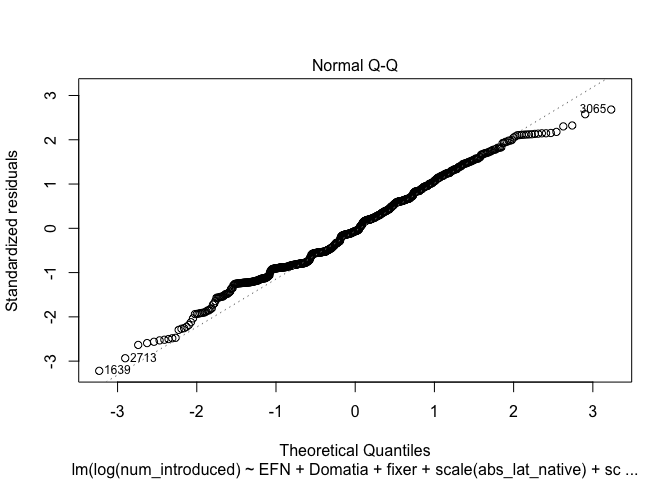 Normal Q-Q
Standardized residuals
3
2
1
0
-1
-2
-3
3065
2713
1639
-3 -2 -1 0 1 2 3
Theoretical Quantiles
lm(log(num_introduced) ~ EFN + Domatia + fixer + scale(abs_lat_native) + sc ...